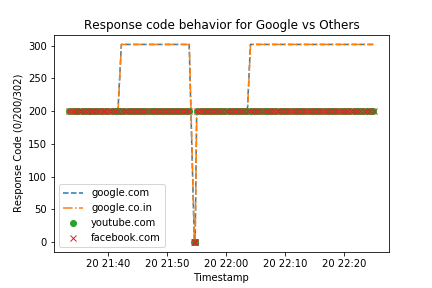 Response code behavior for Google vs Others
Response Code (0/200/302)
300
250
200
150
100
50
0
google.com
google.co.in
youtube.com
facebook.com
20 21:40
20 21:50
20 22:00
20 22:10
20 22:20
Timestamp